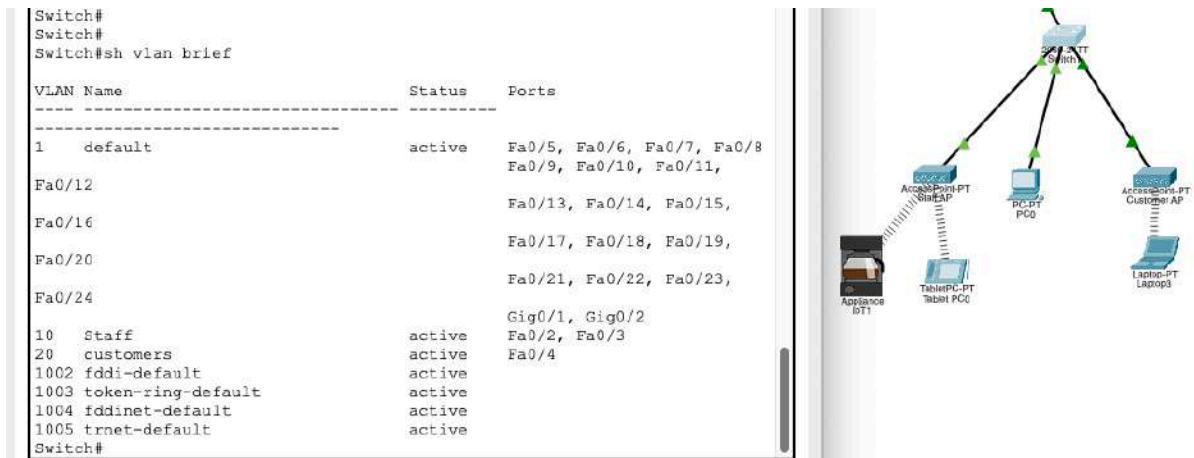 Switch#
Switch#
Switch#sh vlan brief
VLAN Name Status Ports
---- -------------------------------- ---------
-------------------------------
1 default active Fa0/5, Fa0/6, Fa0/7, Fa0/8
Fa0/9, Fa0/10, Fa0/11,
Fa0/12
Fa0/13, Fa0/14, Fa0/15,
Fa0/16
Fa0/17, Fa0/18, Fa0/19,
Fa0/20
Fa0/21, Fa0/22, Fa0/23,
Fa0/24
Gig0/1, Gig0/2
10 Staff active Fa0/2, Fa0/3
20 customers active Fa0/4
1002 fddi-default active
1003 token-ring-default active
1004 fddinet-default active
1005 trnet-default active
Switch#
AccessPoint-PT
Staff AP
PC-PT
PC0
AccessPoint-PT
Customer AP
Appliance
IoT1
TabletPC-PT
Tablet PC0
Laptop-PT
Laptop3